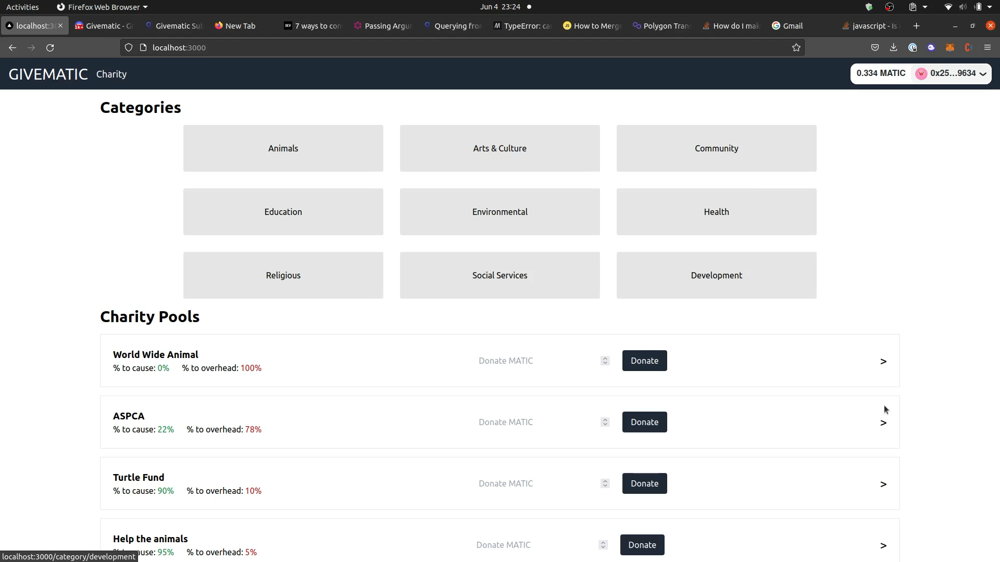 Activities
Firefox Web Browser
Jun 4 23:24
localhost:30
Givematic - G
Givematic Sub
New Tab
7 ways to con
Passing Argu
Querying fro
TypeError: ca
How to Merge
Polygon Tran
How do I mak
Gmail
javascript - Is
localhost:3000
GIVEMATIC
Charity
0.334 MATIC
0x25...9634
Categories
Animals
Arts & Culture
Community
Education
Environmental
Health
Religious
Social Services
Development
Charity Pools
World Wide Animal
% to cause: 0% % to overhead: 100%
Donate MATIC
Donate
>
ASPCA
% to cause: 22% % to overhead: 78%
Donate MATIC
Donate
>
Turtle Fund
% to cause: 90% % to overhead: 10%
Donate MATIC
Donate
>
Help the animals
cause: 95% % to overhead: 5%
Donate MATIC
Donate
>
localhost:3000/category/development